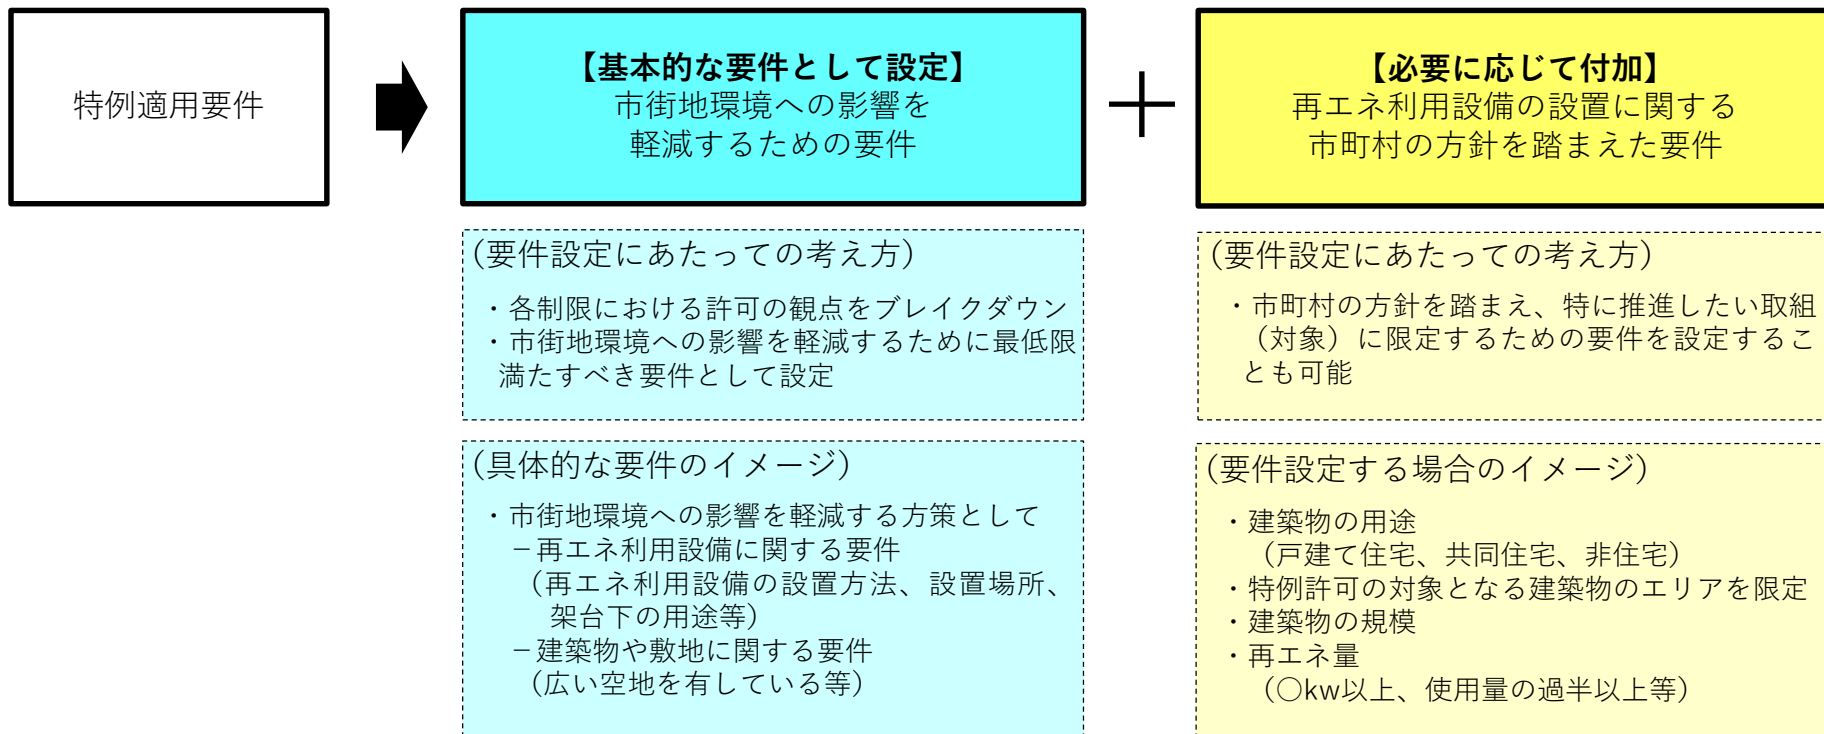 特例適用要件
【基本的な要件として設定】
市街地環境への影響を
軽減するための要件
【必要に応じて付加】
再エネ利用設備の設置に関する
市町村の方針を踏まえた要件
（要件設定にあたっての考え方）
・各制限における許可の観点をブレイクダウン
・市街地環境への影響を軽減するために最低限
満たすべき要件として設定
（要件設定にあたっての考え方）
・市町村の方針を踏まえ、特に推進したい取組
（対象）に限定するための要件を設定するこ
とも可能
（具体的な要件のイメージ）
・市街地環境への影響を軽減する方策として
－再エネ利用設備に関する要件
（再エネ利用設備の設置方法、設置場所、
架台下の用途等）
－建築物や敷地に関する要件
（広い空地を有している等）
（要件設定する場合のイメージ）
・建築物の用途
（戸建て住宅、共同住宅、非住宅）
・特例許可の対象となる建築物のエリアを限定
・建築物の規模
・再エネ量
（○kw以上、使用量の過半以上等）